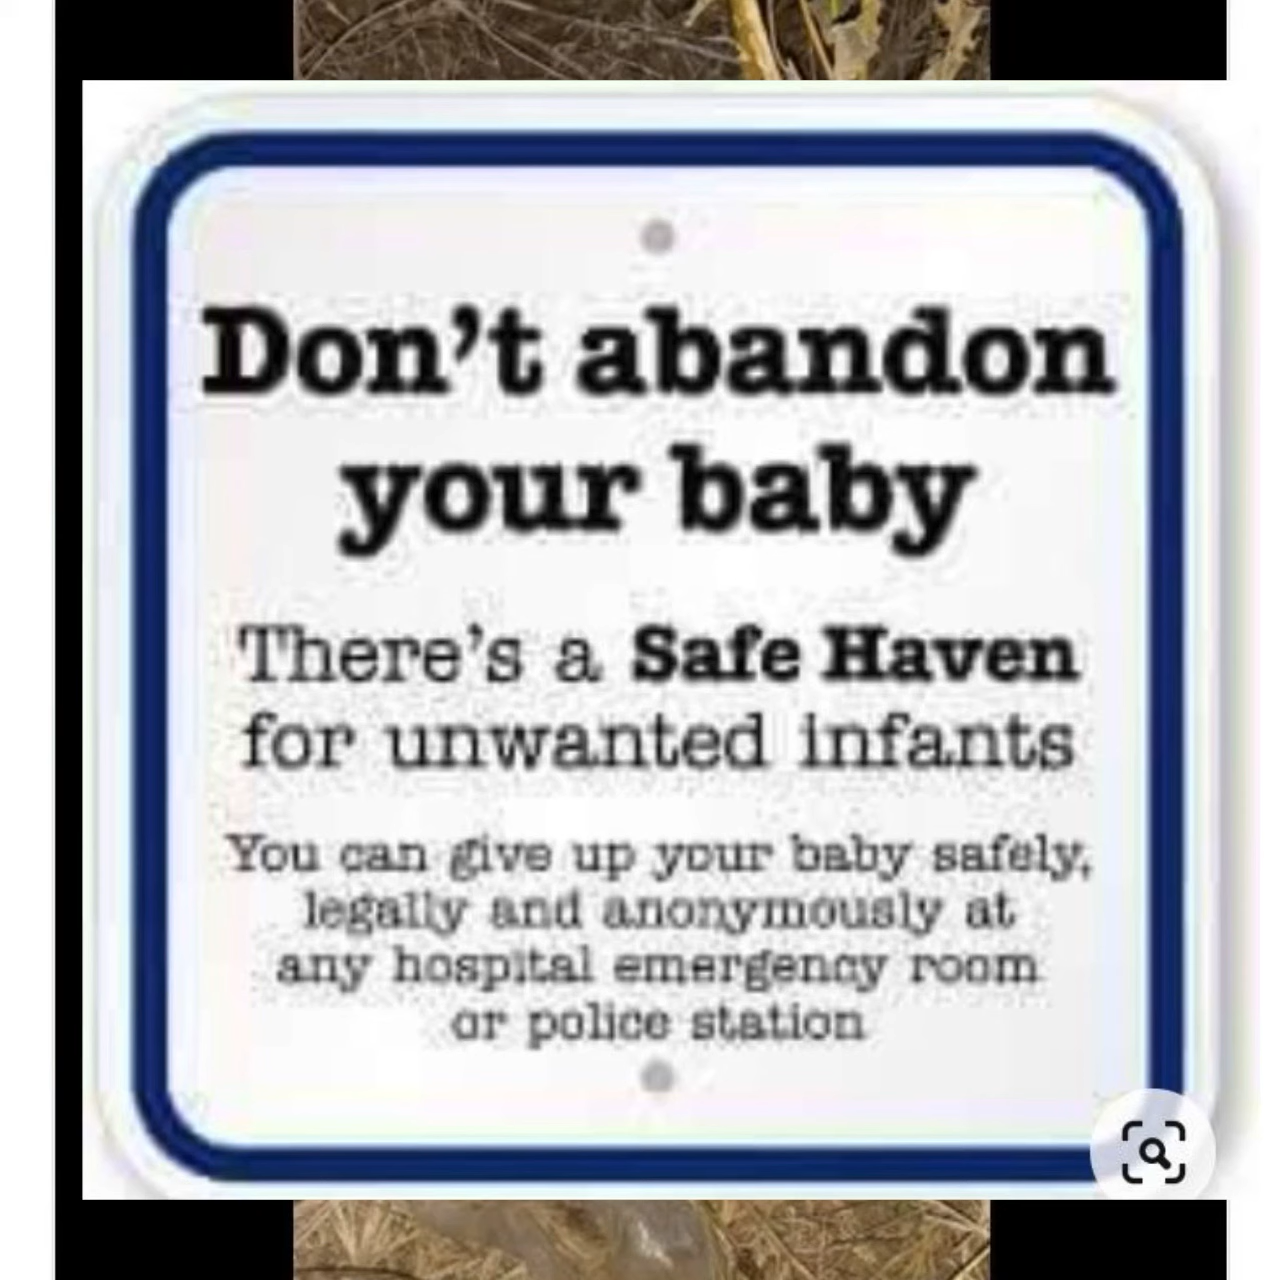 Don't abandon
your baby
There's a Safe Haven
for unwanted infants
You can give up your baby safely,
legally and anonymously at
any hospital emergency room
or police station